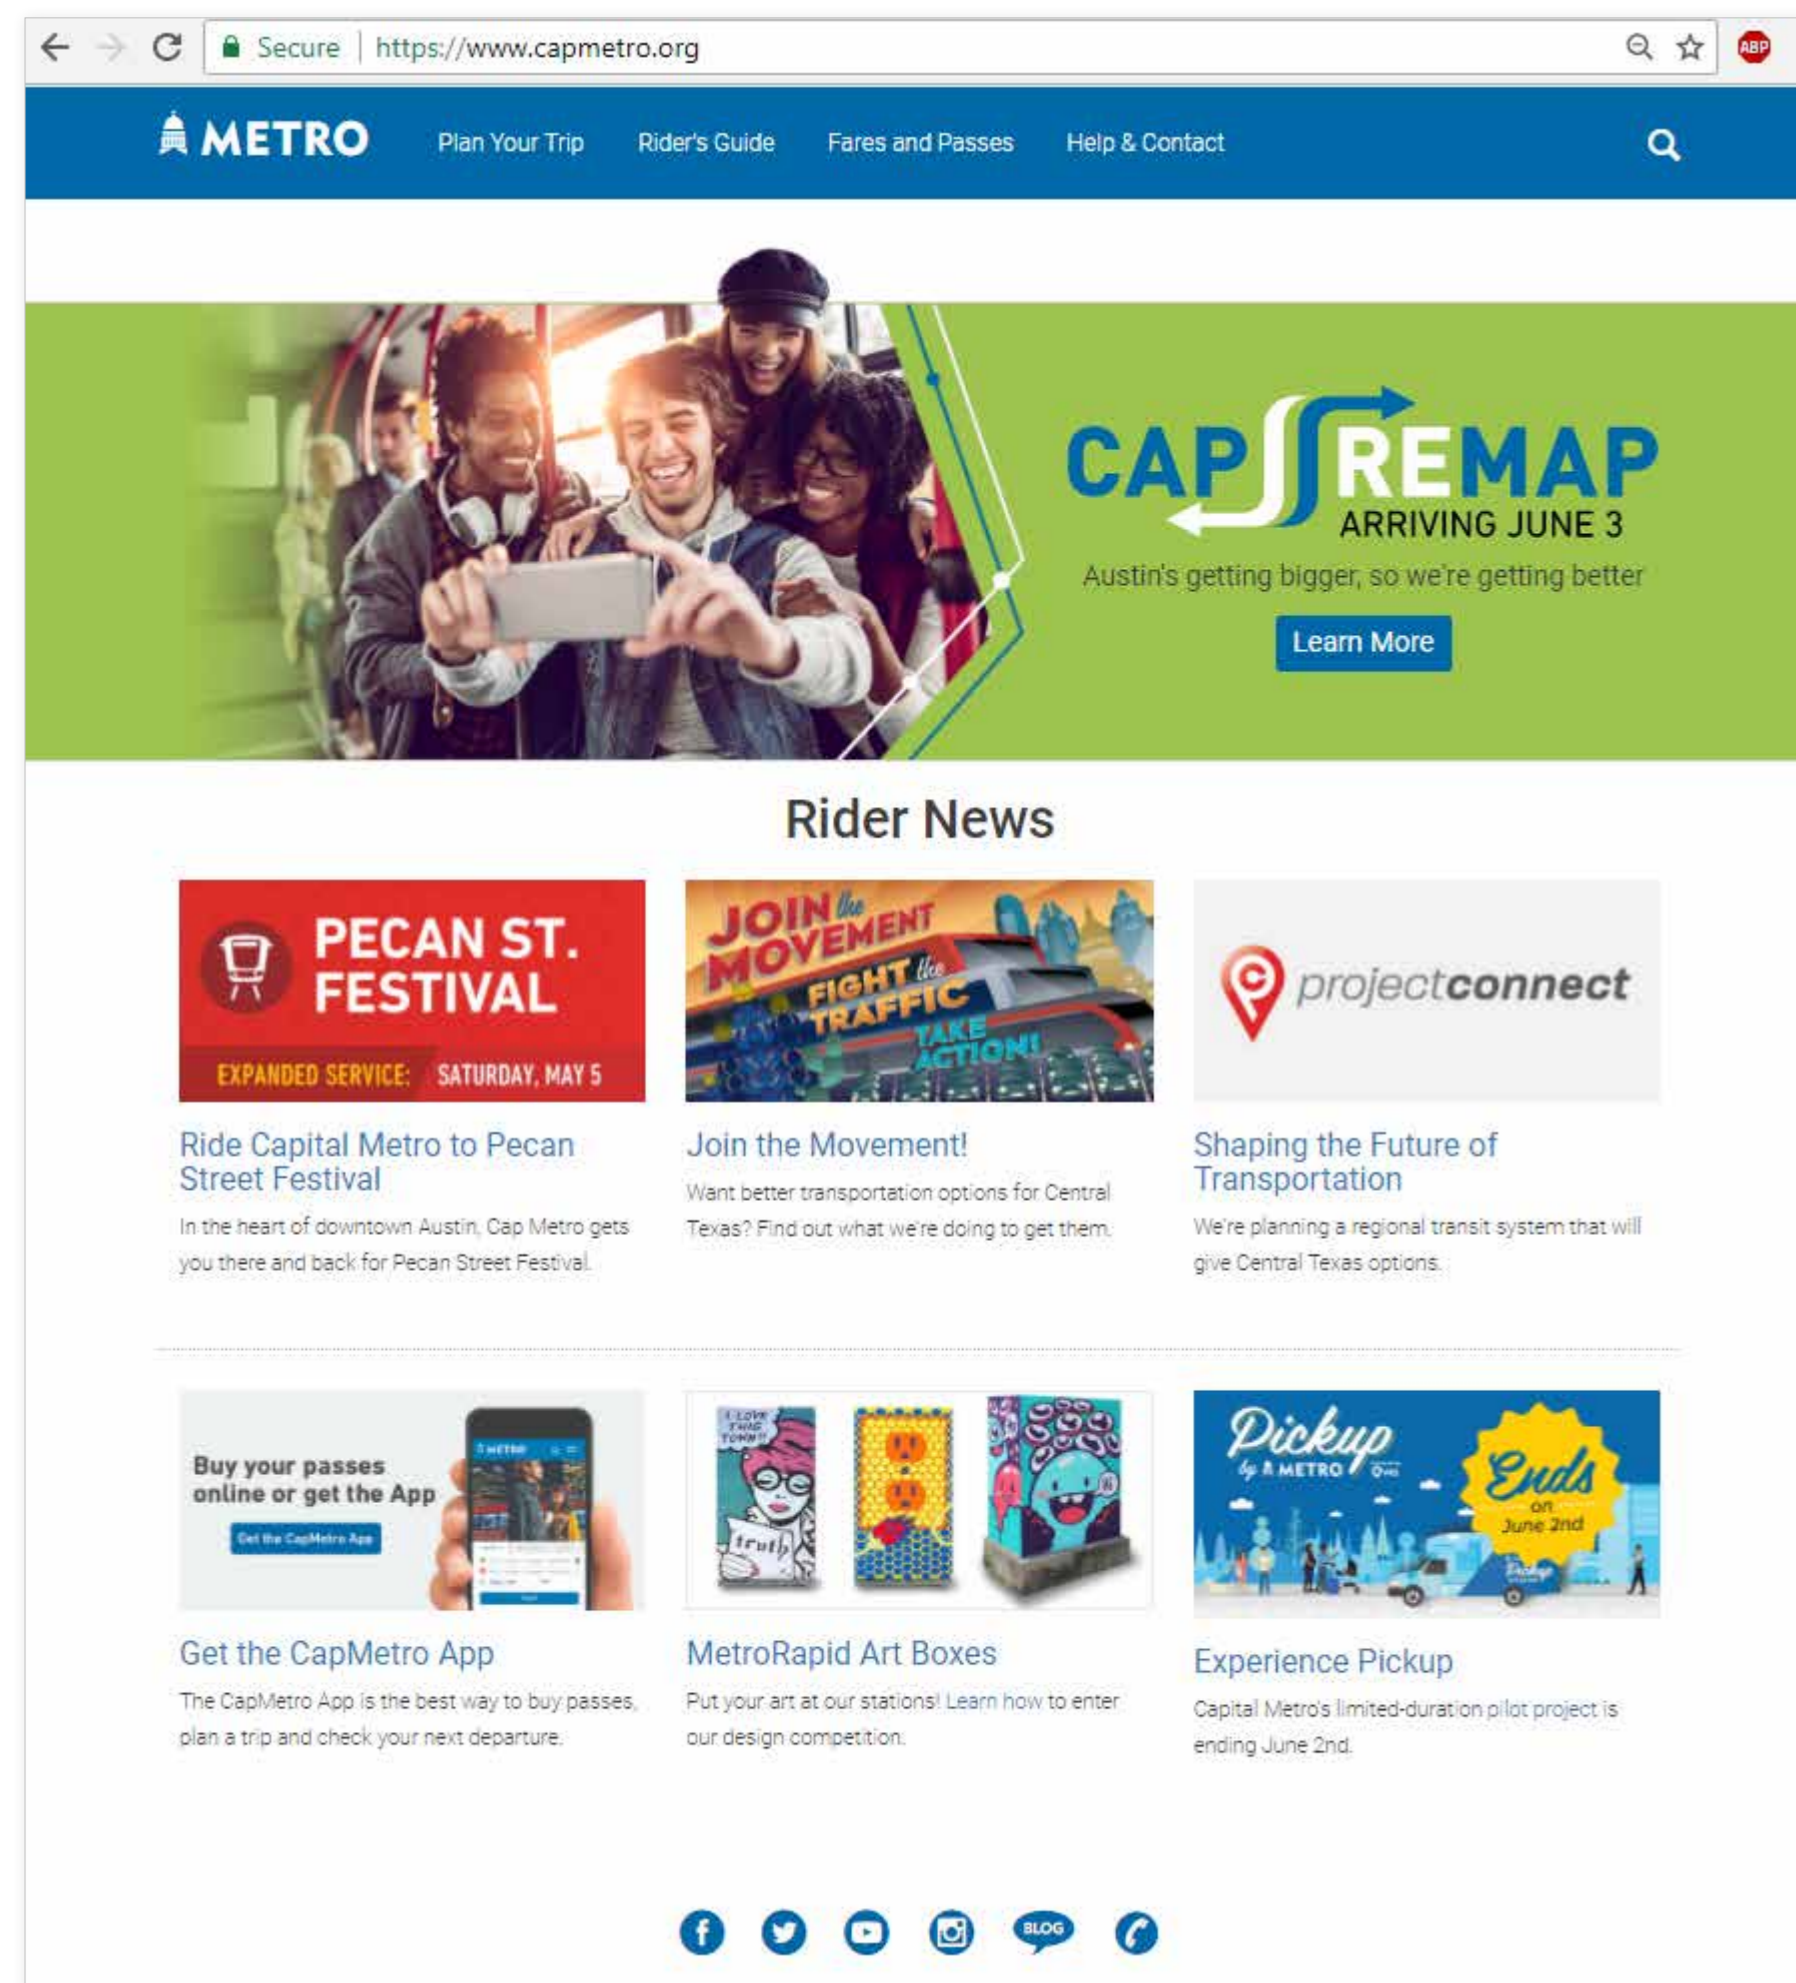 Secure | https://www.capmetro.org
ABP
METRO Plan Your Trip Rider's Guide Fares and Passes Help & Contact
CAP REMAP
ARRIVING JUNE 3
Austin's getting bigger, so we're getting better
Learn More
Rider News
PECAN ST.
FESTIVAL
EXPANDED SERVICE: SATURDAY, MAY 5
Ride Capital Metro to Pecan
Street Festival
In the heart of downtown Austin, Cap Metro gets
you there and back for Pecan Street Festival.
JOIN the
MOVEMENT
FIGHT the
TRAFFIC
TAKE
ACTION!
Join the Movement!
Want better transportation options for Central
Texas? Find out what we're doing to get them.
projectconnect
Shaping the Future of
Transportation
We're planning a regional transit system that will
give Central Texas options.
Buy your passes
online or get the App
Get the CapMetro App
METRO
Get the CapMetro App
The CapMetro App is the best way to buy passes,
plan a trip and check your next departure.
I LOVE
THIS
TOWN!!
truth
MetroRapid Art Boxes
Put your art at our stations! Learn how to enter
our design competition.
Pickup
by METRO
Ends
on
June 2nd
Pickup
Experience Pickup
Capital Metro's limited-duration pilot project is
ending June 2nd.
BLOG